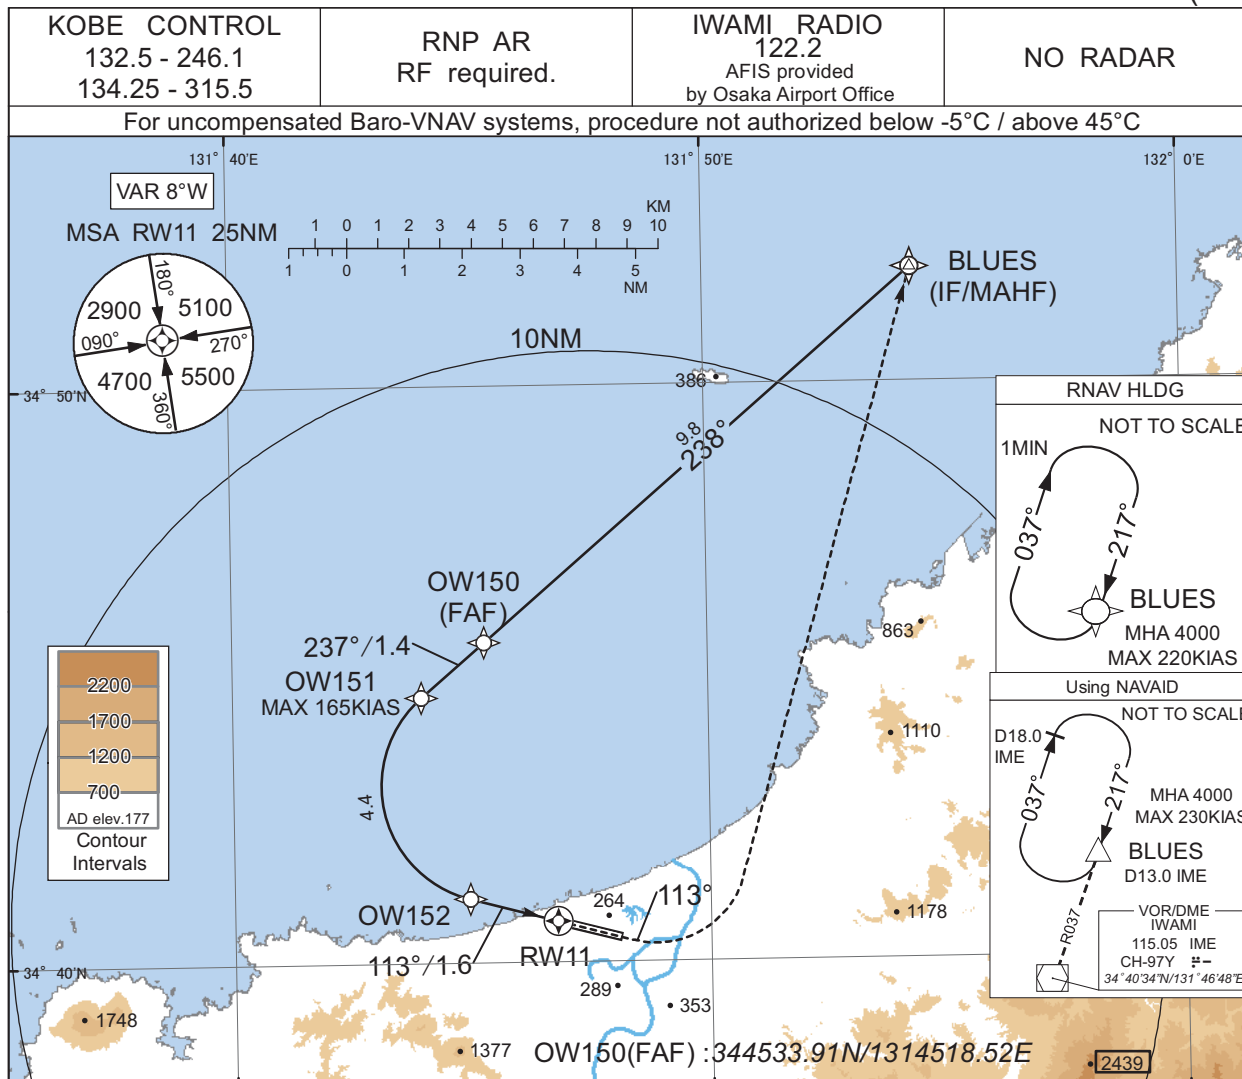 KOBE CONTROL
132.5 - 246.1
134.25 - 315.5
RNP AR
RF required.
IWAMI RADIO
122.2
AFIS provided
by Osaka Airport Office
NO RADAR
For uncompensated Baro-VNAV systems, procedure not authorized below -5°C / above 45°C
131° 40'E
131° 50'E
132° 0'E
VAR 8°W
MSA RW11 25NM
180°
2900
5100
090°
270°
4700
5500
360°
KM
1 0 1 2 3 4 5 6 7 8 9 10
1 0 1 2 3 4 5
NM
BLUES
(IF/MAHF)
10NM
386
34° 50'N
9.8
238°
RNAV HLDG
NOT TO SCALE
1MIN
037°
217°
BLUES
MHA 4000
MAX 220KIAS
OW150
(FAF)
237°/1.4
OW151
MAX 165KIAS
863
2200
1700
1200
700
AD elev.177
Contour
Intervals
Using NAVAID
NOT TO SCALE
D18.0
IME
037°
217°
MHA 4000
MAX 230KIAS
BLUES
D13.0 IME
R037
VOR/DME
IWAMI
115.05 IME
CH-97Y
34°40'34"N/131°46'48"E
1110
4.4
1178
OW152
264
113°
RW11
113°/1.6
34° 40'N
289
353
1748
1377
OW150(FAF) :344533.91N/1314518.52E
2439